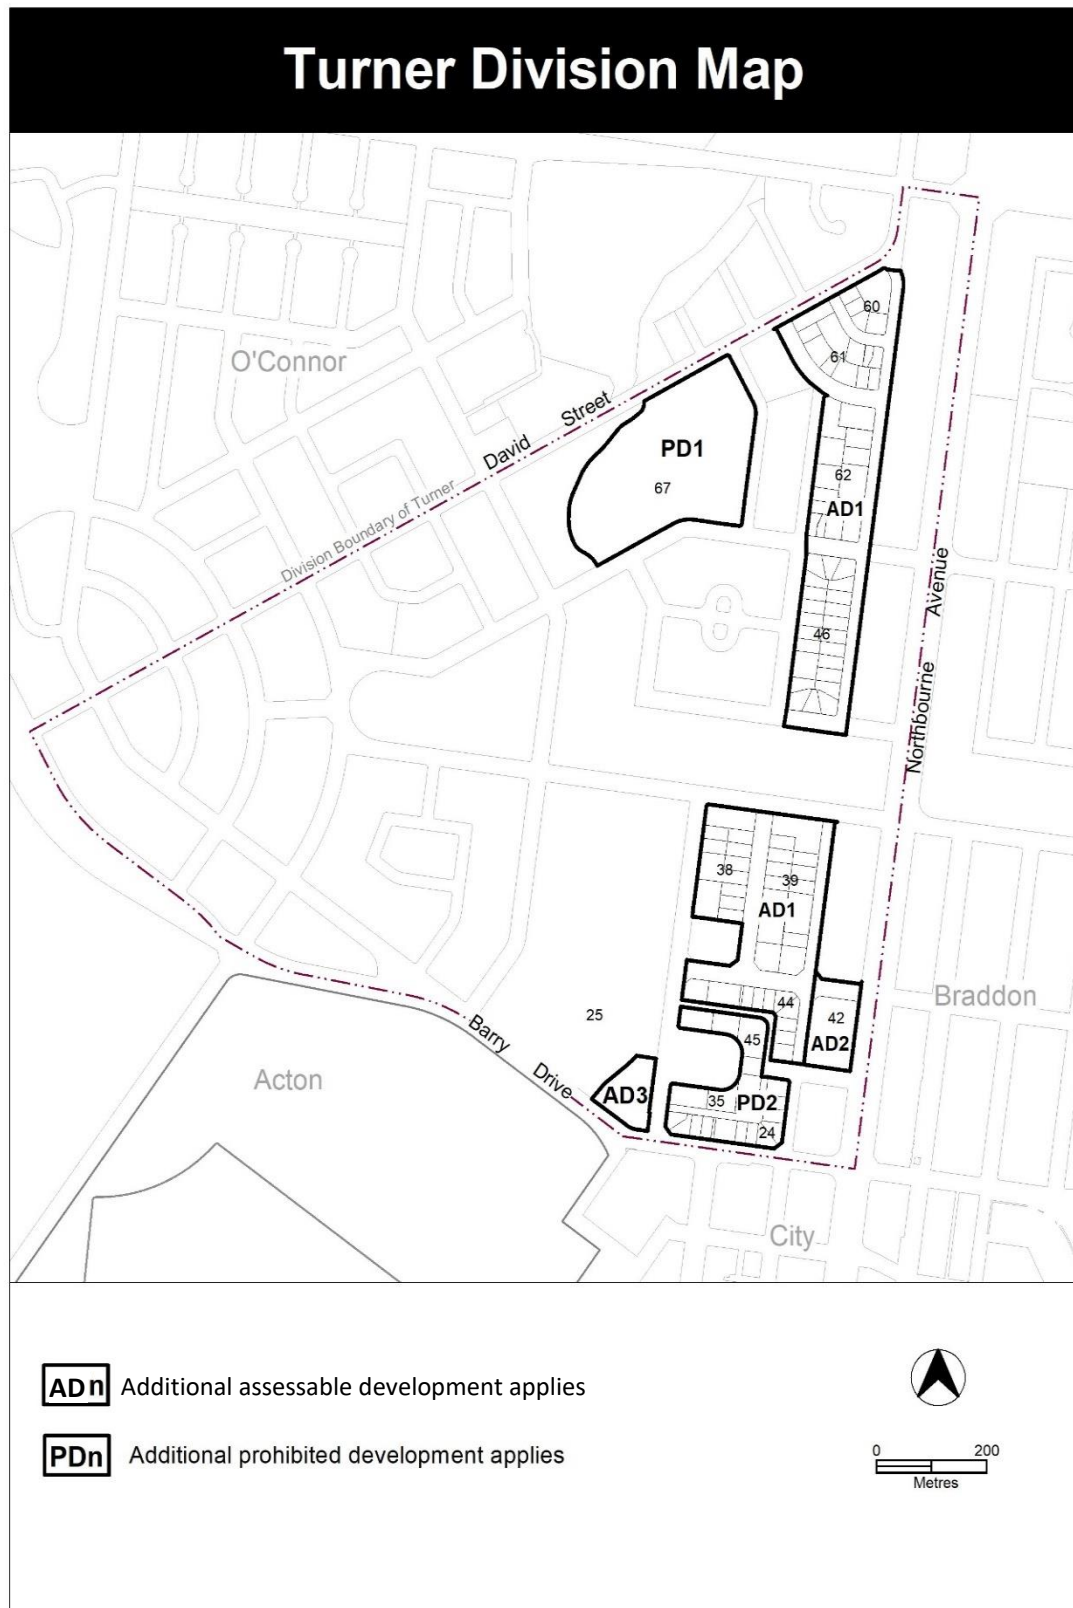 Turner Division Map
60
61
O'Connor
David Street
PD1
67
62
AD1
Division Boundary of Turner
Northbourne Avenue
46
38
39
AD1
Braddon
25
44
42
AD2
45
Barry Drive
Acton
AD3
35
PD2
24
City
ADn Additional assessable development applies
PDn Additional prohibited development applies
0 200
Metres